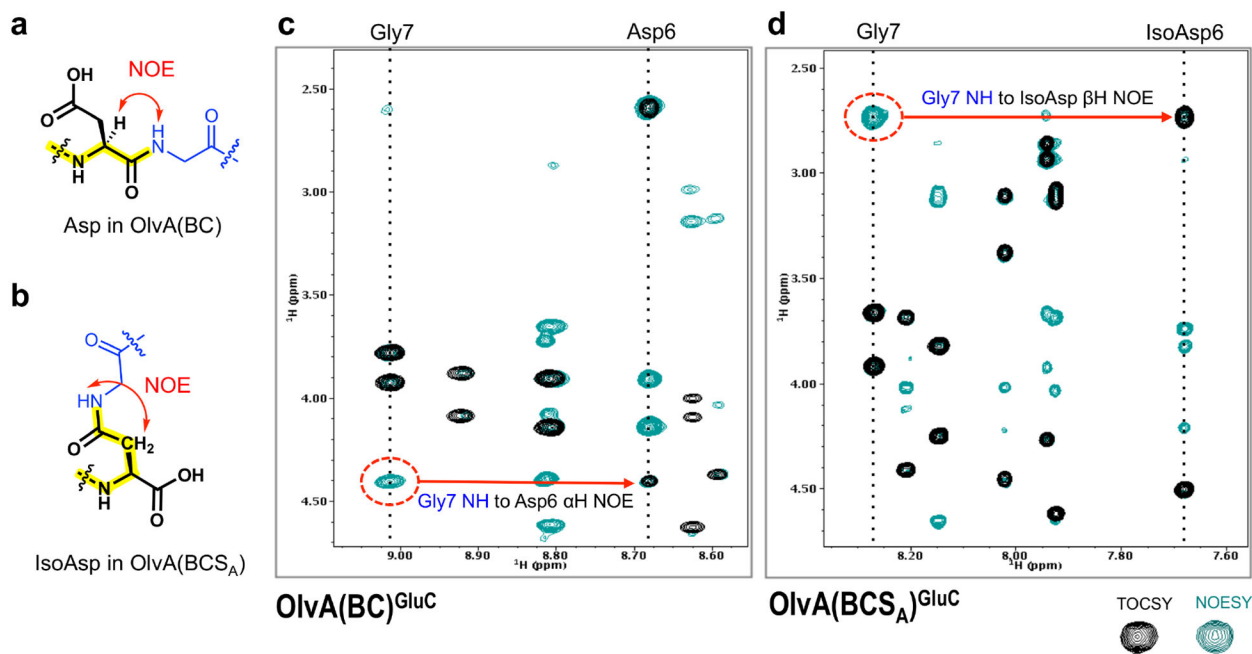 a
OH
NOE
H
H
N
O
N
H
O
O
Asp in OlvA(BC)
b
O
NOE
HN
O
CH₂
OH
N
H
O
IsoAsp in OlvA(BCS_A)
c
Gly7
Asp6
2.50
3.00
3.50
4.00
4.50
¹H (ppm)
Gly7 NH to Asp6 αH NOE
9.00 8.90 8.80 8.70 8.60
¹H (ppm)
OlvA(BC)^GluC
d
Gly7
IsoAsp6
2.50
3.00
3.50
4.00
4.50
¹H (ppm)
Gly7 NH to IsoAsp βH NOE
8.20 8.00 7.80 7.60
¹H (ppm)
OlvA(BCS_A)^GluC
TOCSY NOESY